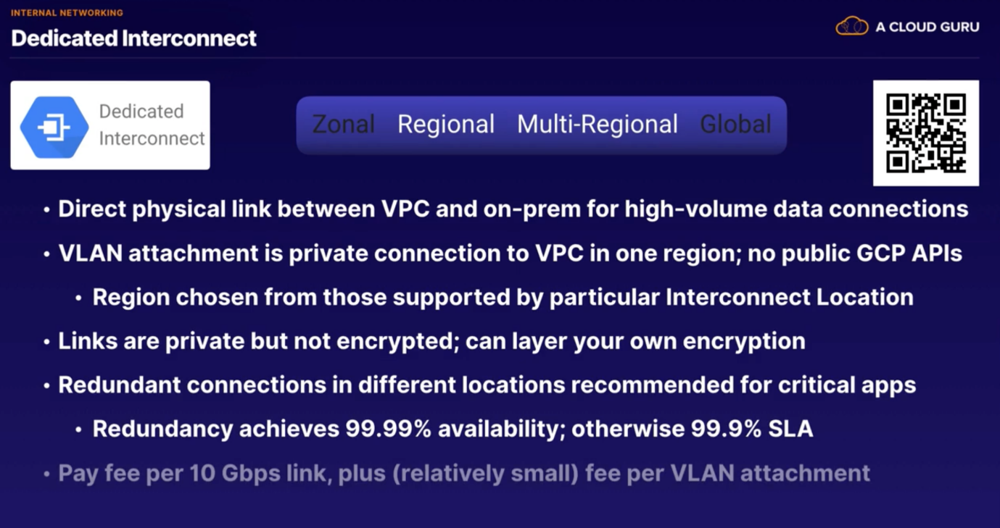 INTERNAL NETWORKING
Dedicated Interconnect
A CLOUD GURU
Dedicated
Interconnect
Zonal Regional Multi-Regional Global
• Direct physical link between VPC and on-prem for high-volume data connections
• VLAN attachment is private connection to VPC in one region; no public GCP APIs
• Region chosen from those supported by particular Interconnect Location
• Links are private but not encrypted; can layer your own encryption
• Redundant connections in different locations recommended for critical apps
• Redundancy achieves 99.99% availability; otherwise 99.9% SLA
• Pay fee per 10 Gbps link, plus (relatively small) fee per VLAN attachment